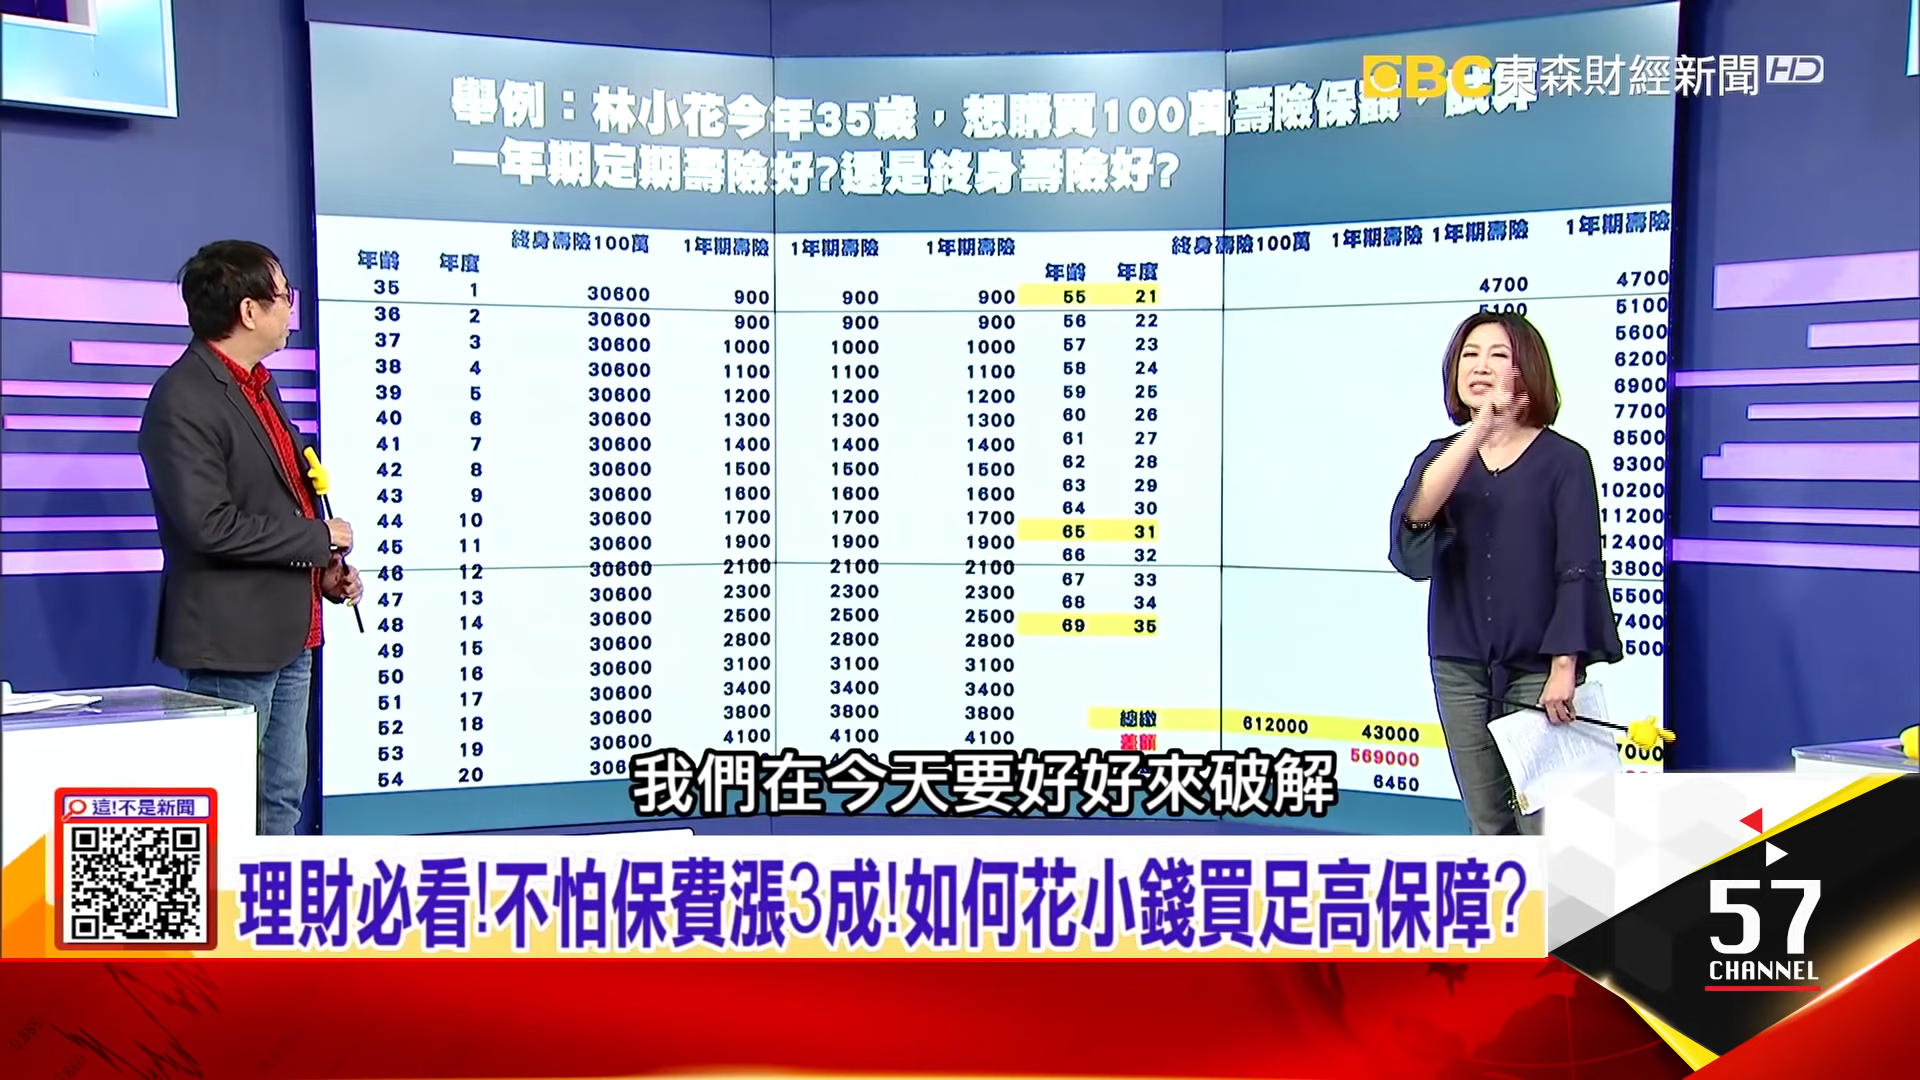 EBC東森財經新聞HD
舉例：林小花今年35歲，想購買100萬壽險保額，試算
一年期定期壽險好?還是終身壽險好?
年齡 年度 終身壽險100萬 1年期壽險 1年期壽險 1年期壽險
35 1 30600 900 900 900
36 2 30600 900 900 900
37 3 30600 1000 1000 1000
38 4 30600 1100 1100 1100
39 5 30600 1200 1200 1200
40 6 30600 1300 1300 1300
41 7 30600 1400 1400 1400
42 8 30600 1500 1500 1500
43 9 30600 1600 1600 1600
44 10 30600 1700 1700 1700
45 11 30600 1900 1900 1900
46 12 30600 2100 2100 2100
47 13 30600 2300 2300 2300
48 14 30600 2500 2500 2500
49 15 30600 2800 2800 2800
50 16 30600 3100 3100 3100
51 17 30600 3400 3400 3400
52 18 30600 3800 3800 3800
53 19 30600 4100 4100 4100
54 20
年齡 年度 終身壽險100萬 1年期壽險 1年期壽險 1年期壽險
55 21 4700 4700
56 22 5100 5100
57 23 5600
58 24 6200
59 25 6900
60 26 7700
61 27 8500
62 28 9300
63 29 10200
64 30 11200
65 31 12400
66 32 13800
67 33 5500
68 34 7400
69 35 500
總繳 612000 43000 7000
差額 569000
6450
我們在今天要好好來破解
這!不是新聞
理財必看!不怕保費漲3成!如何花小錢買足高保障?
57
CHANNEL